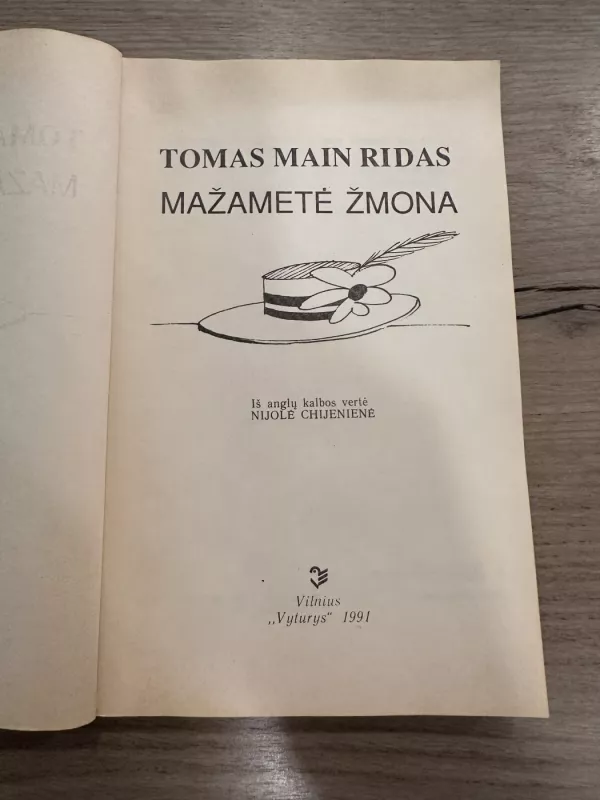 TOMAS MAIN RIDAS
MAŽAMETĖ ŽMONA
Iš anglų kalbos vertė
NIJOLĖ CHIJENIENĖ
Vilnius
„Vyturys“ 1991